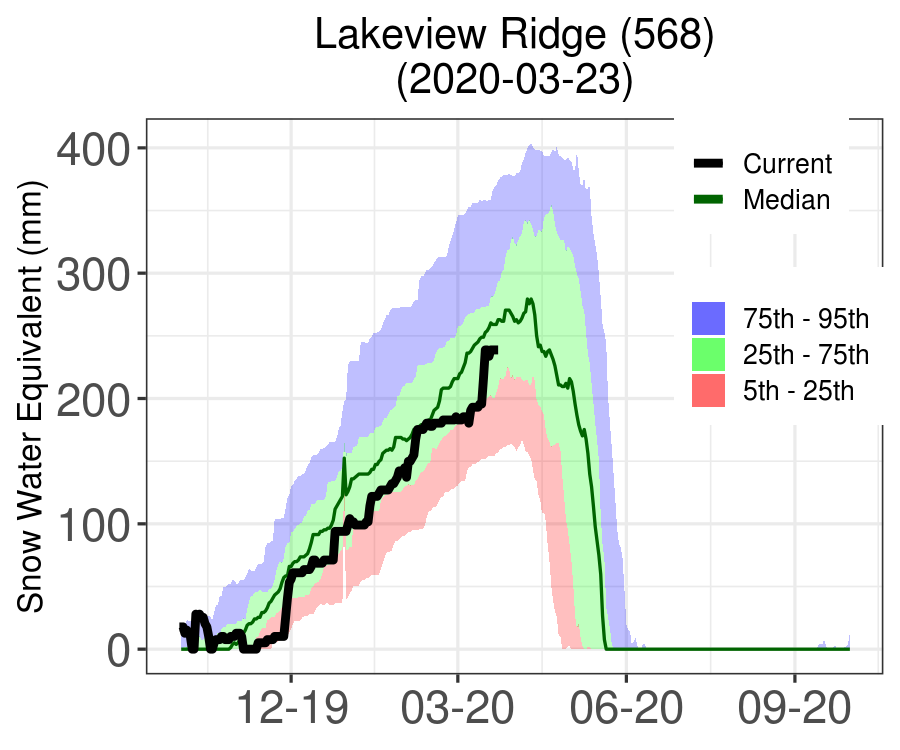 Lakeview Ridge (568)
(2020-03-23)
Snow Water Equivalent (mm)
400
300
200
100
0
12-19
03-20
06-20
09-20
Current
Median
75th - 95th
25th - 75th
5th - 25th